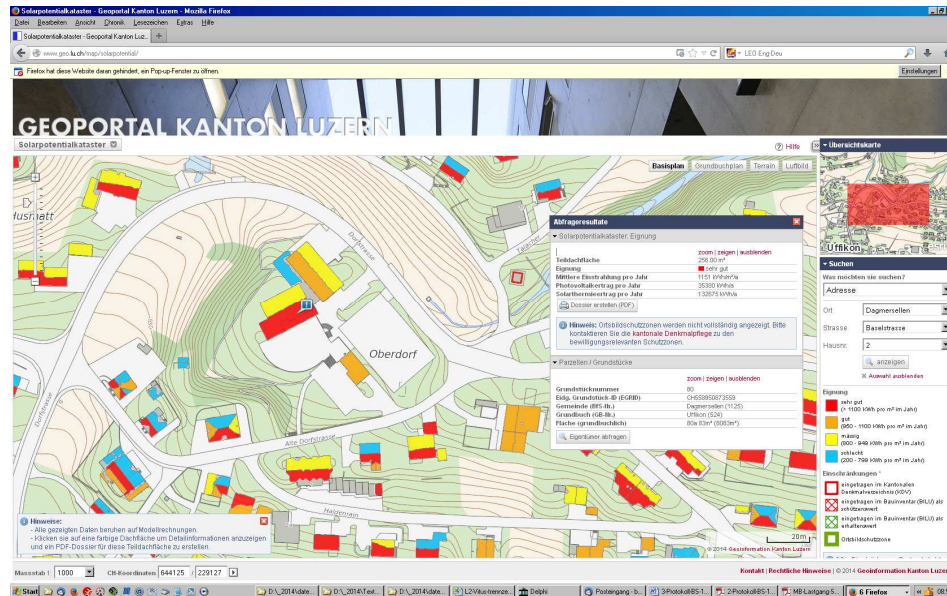 Solarpotentialkataster - Geoportal Kanton Luzern - Mozilla Firefox
Datei Bearbeiten Ansicht Chronik Lesezeichen Extras Hilfe
Solarpotentialkataster - Geoportal Kanton Luz...
www.geo.lu.ch/map/solarpotential/
LEO Eng-Deu
Firefox hat diese Website daran gehindert, ein Pop-up-Fenster zu öffnen.
Einstellungen
GEOPORTAL KANTON LUZERN
Solarpotentialkataster
Hilfe
Basisplan Grundbuchplan Terrain Luftbild
Übersichtskarte
Uffikon
Dorfstrasse
Oberdorf
Alte Dorfstrasse
Dorfstrasse
Haldenrain
20m
© 2014 Geoinformation Kanton Luzern
Abfrageresultate
Solarpotentialkataster: Eignung
zoom | zeigen | ausblenden
Teildachfläche 256.00 m²
Eignung sehr gut
Mittlere Einstrahlung pro Jahr 1151 kWh/m²/a
Photovoltaikertrag pro Jahr 35380 kWh/a
Solarthermieertrag pro Jahr 132675 kWh/a
Dossier erstellen (PDF)
Hinweis: Ortsbildschutzzonen werden nicht vollständig angezeigt. Bitte
kontaktieren Sie die kantonale Denkmalpflege zu den
bewilligungsrelevanten Schutzzonen.
Parzellen / Grundstücke
zoom | zeigen | ausblenden
Grundstücknummer 80
Eidg. Grundstück-ID (EGRID) CH558950673559
Gemeinde (BfS-Nr.) Dagmersellen (1125)
Grundbuch (GB-Nr.) Uffikon (524)
Fläche (grundbuchlich) 80a 83m² (8083m²)
Eigentümer abfragen
Suchen
Was möchten sie suchen?
Adresse
Ort Dagmersellen
Strasse Baselstrasse
Hausnr. 2
anzeigen
Auswahl ausblenden
Eignung
sehr gut
(> 1100 kWh pro m² im Jahr)
gut
(950 - 1100 kWh pro m² im Jahr)
mässig
(800 - 949 kWh pro m² im Jahr)
schlecht
(200 - 799 kWh pro m² im Jahr)
Einschränkungen
eingetragen im Kantonalen
Denkmalverzeichnis (KDV)
eingetragen im Bauinventar (BILU) als
schützenswert
eingetragen im Bauinventar (BILU) als
erhaltenswert
Ortsbildschutzzone
Hinweise:
- Alle gezeigten Daten beruhen auf Modellrechnungen.
- Klicken sie auf eine farbige Dachfläche um Detailinformationen anzuzeigen
und ein PDF-Dossier für diese Teildachfläche zu erstellen.
Massstab 1: 1000 CH-Koordinaten 644125 / 229127
Kontakt | Rechtliche Hinweise | © 2014 Geoinformation Kanton Luzern
Start D:\_2014\date... D:\_2014\Text... D:\_2014\date... Delphi Posteingang - b... 6 Firefox